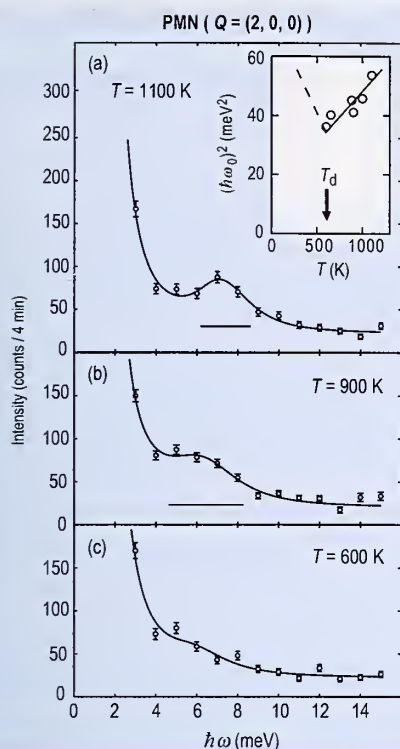 PMN ( Q = (2, 0, 0) )
(a)
T = 1100 K
300
250
200
150
100
50
0
(ħω₀)² (meV²)
60
40
20
0
T_d
0 500 1000
T (K)
Intensity (counts / 4 min)
(b)
T = 900 K
150
100
50
0
(c)
T = 600 K
150
100
50
0
0 2 4 6 8 10 12 14
ħω (meV)